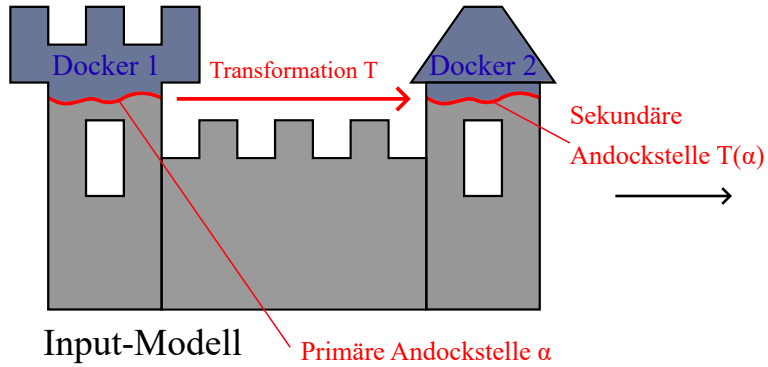 Docker 1
Transformation T
Docker 2
Sekundäre
Andockstelle T(α)
Input-Modell
Primäre Andockstelle α